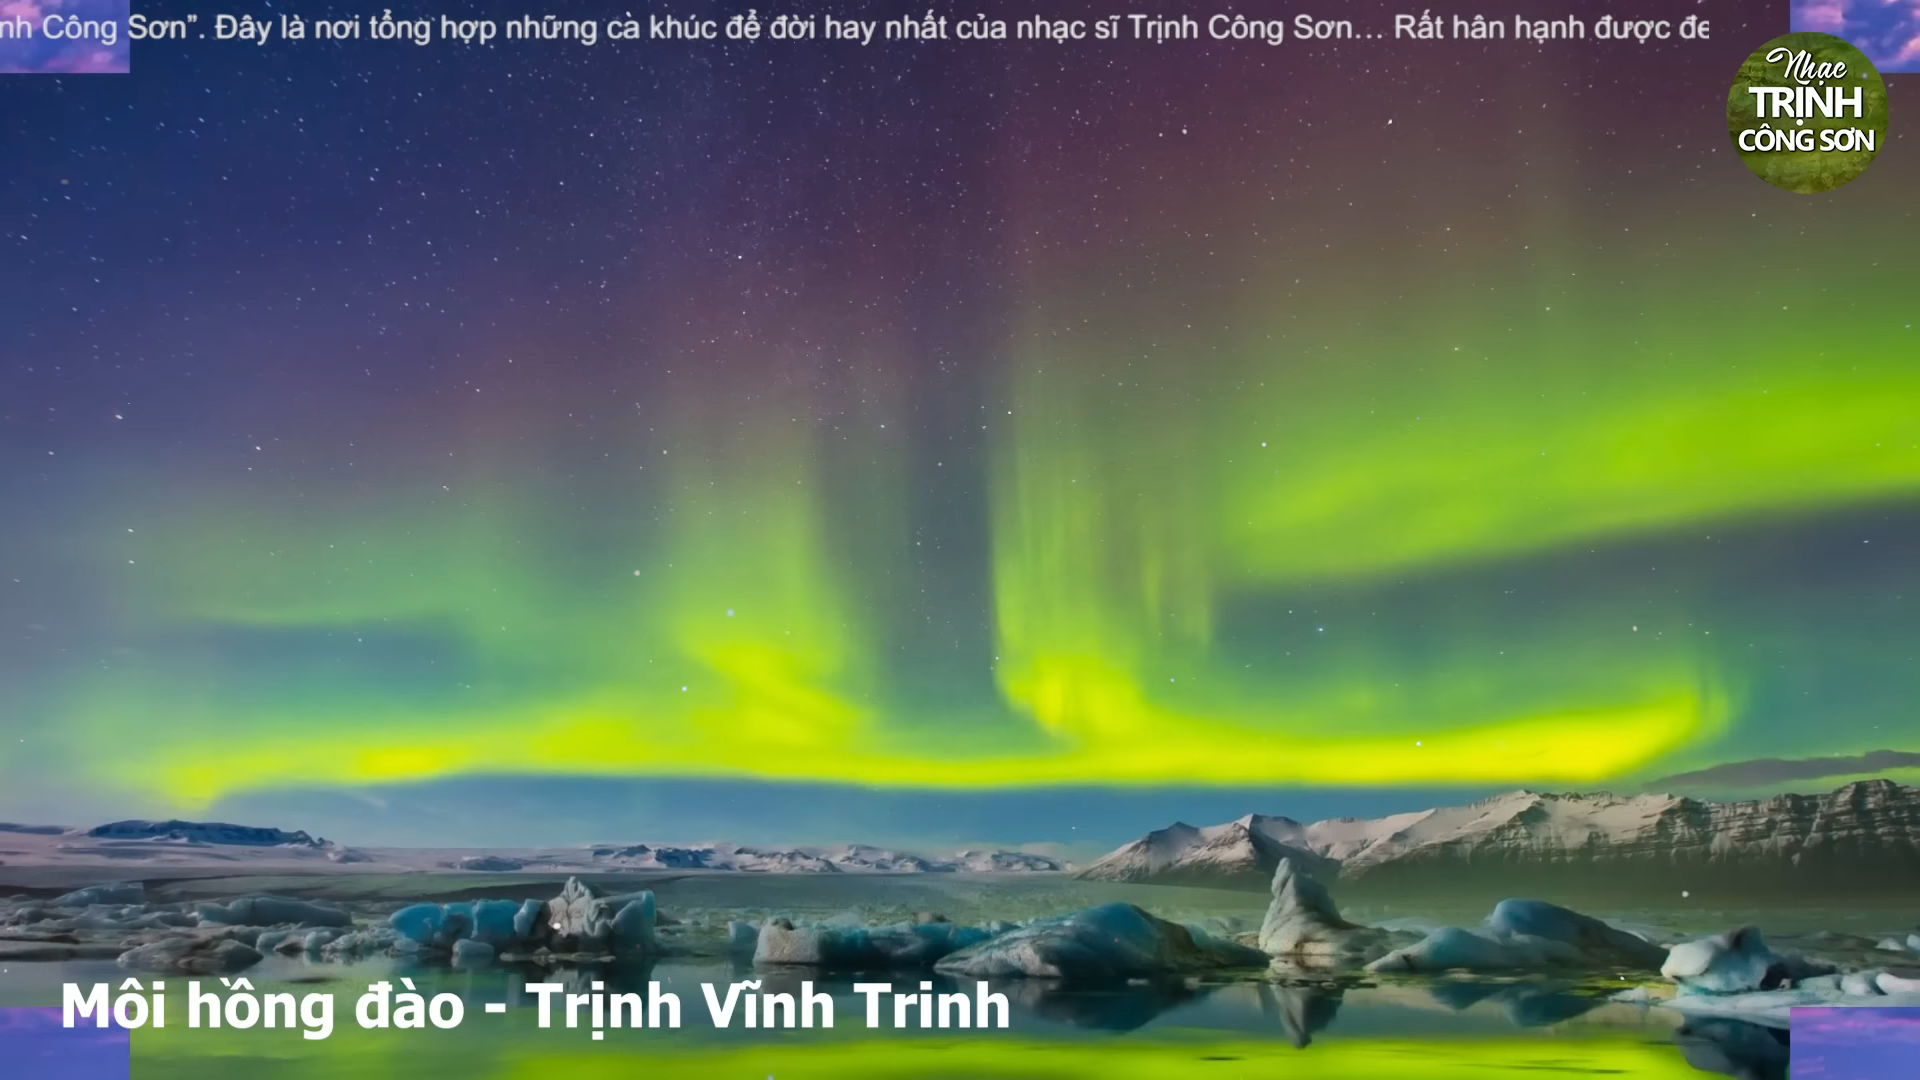 nh Công Sơn”. Đây là nơi tổng hợp những cà khúc để đời hay nhất của nhạc sĩ Trịnh Công Sơn... Rất hân hạnh được đe
Nhạc
TRỊNH
CÔNG SƠN
Môi hồng đào - Trịnh Vĩnh Trinh